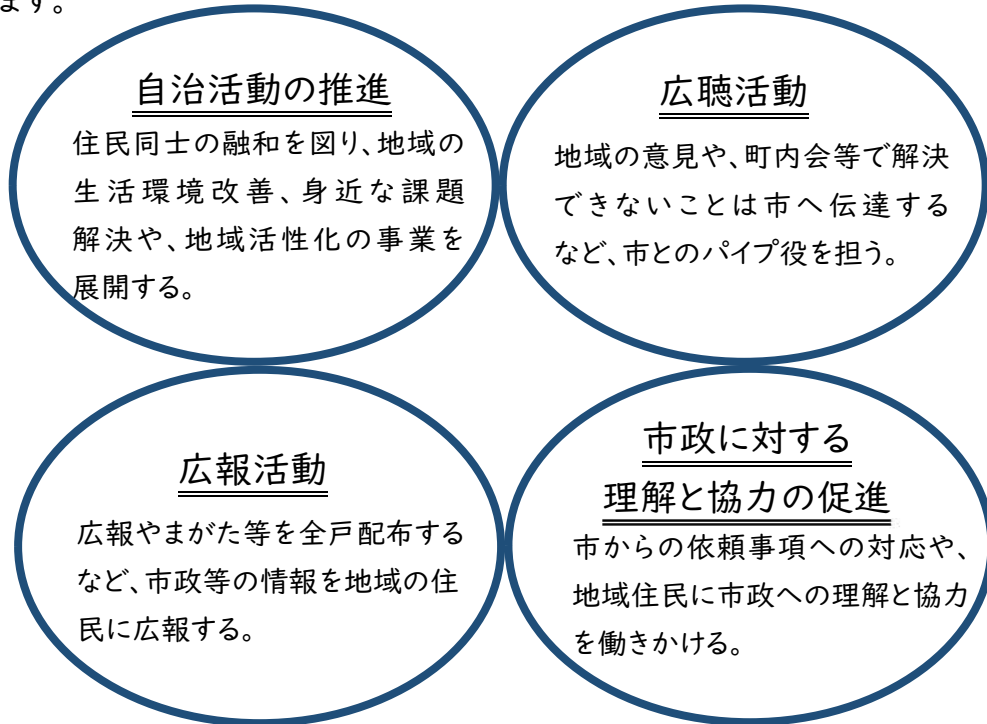 ます。
自治活動の推進
住民同士の融和を図り、地域の
生活環境改善、身近な課題
解決や、地域活性化の事業を
展開する。
広聴活動
地域の意見や、町内会等で解決
できないことは市へ伝達する
など、市とのパイプ役を担う。
広報活動
広報やまがた等を全戸配布する
など、市政等の情報を地域の住
民に広報する。
市政に対する
理解と協力の促進
市からの依頼事項への対応や、
地域住民に市政への理解と協力
を働きかける。